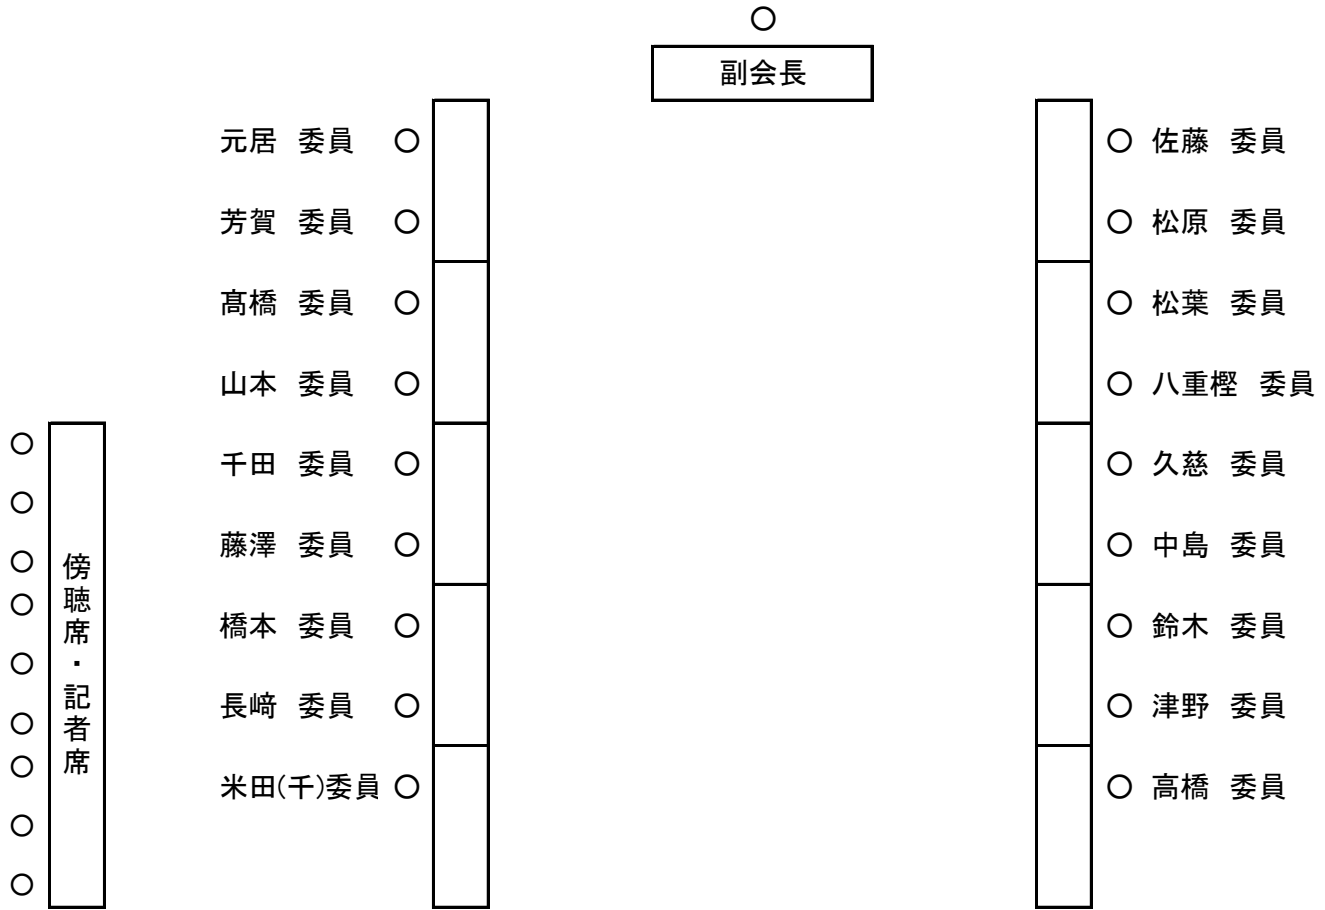 副会長
元居　委員
芳賀　委員
髙橋　委員
山本　委員
千田　委員
藤澤　委員
橋本　委員
長﨑　委員
米田(千)委員
佐藤　委員
松原　委員
松葉　委員
八重樫　委員
久慈　委員
中島　委員
鈴木　委員
津野　委員
高橋　委員
傍聴席・記者席